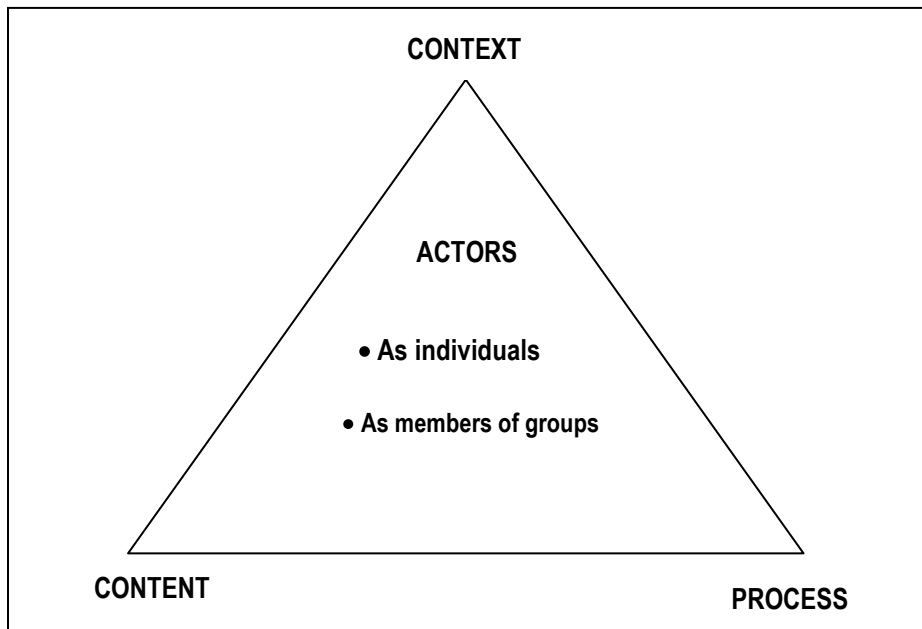 CONTEXT
ACTORS
• As individuals
• As members of groups
CONTENT
PROCESS